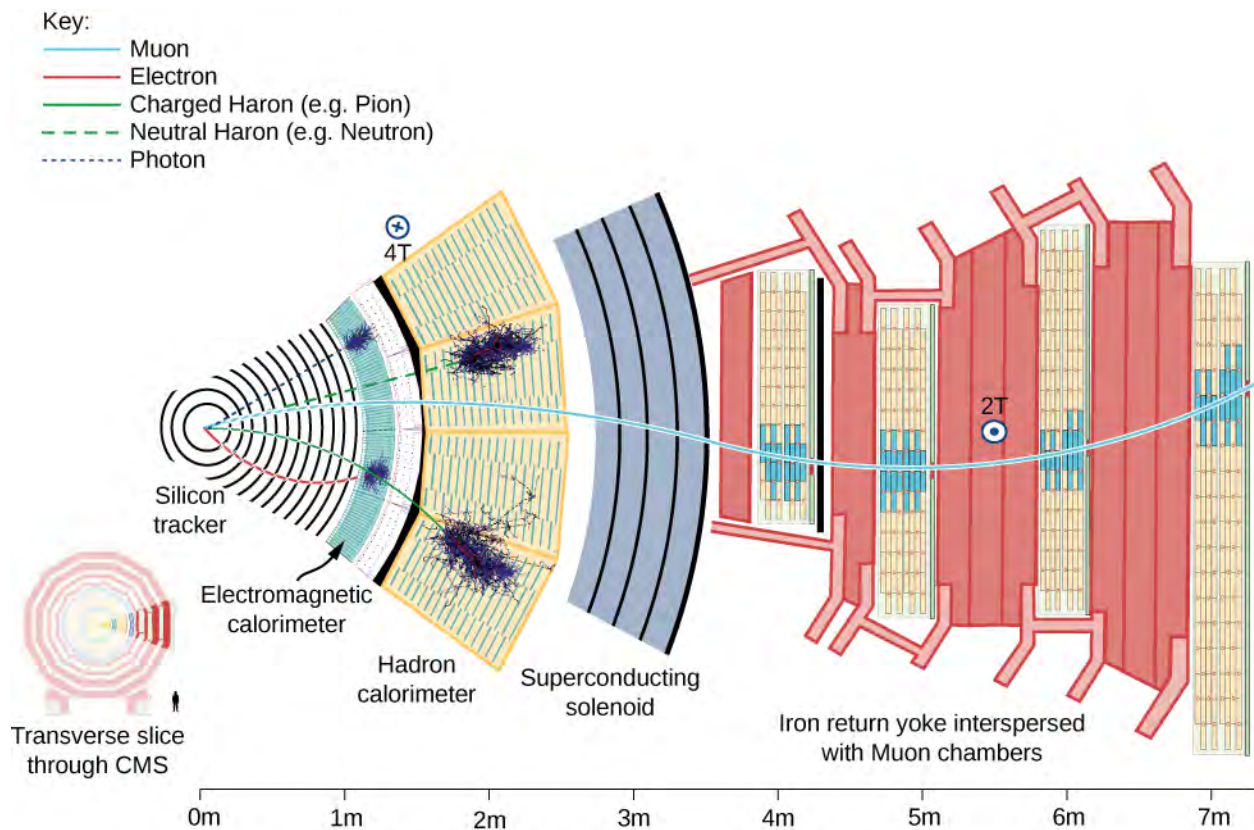 Key:
Muon
Electron
Charged Haron (e.g. Pion)
Neutral Haron (e.g. Neutron)
Photon
4T
2T
Silicon
tracker
Electromagnetic
calorimeter
Hadron
calorimeter
Superconducting
solenoid
Iron return yoke interspersed
with Muon chambers
Transverse slice
through CMS
0m 1m 2m 3m 4m 5m 6m 7m